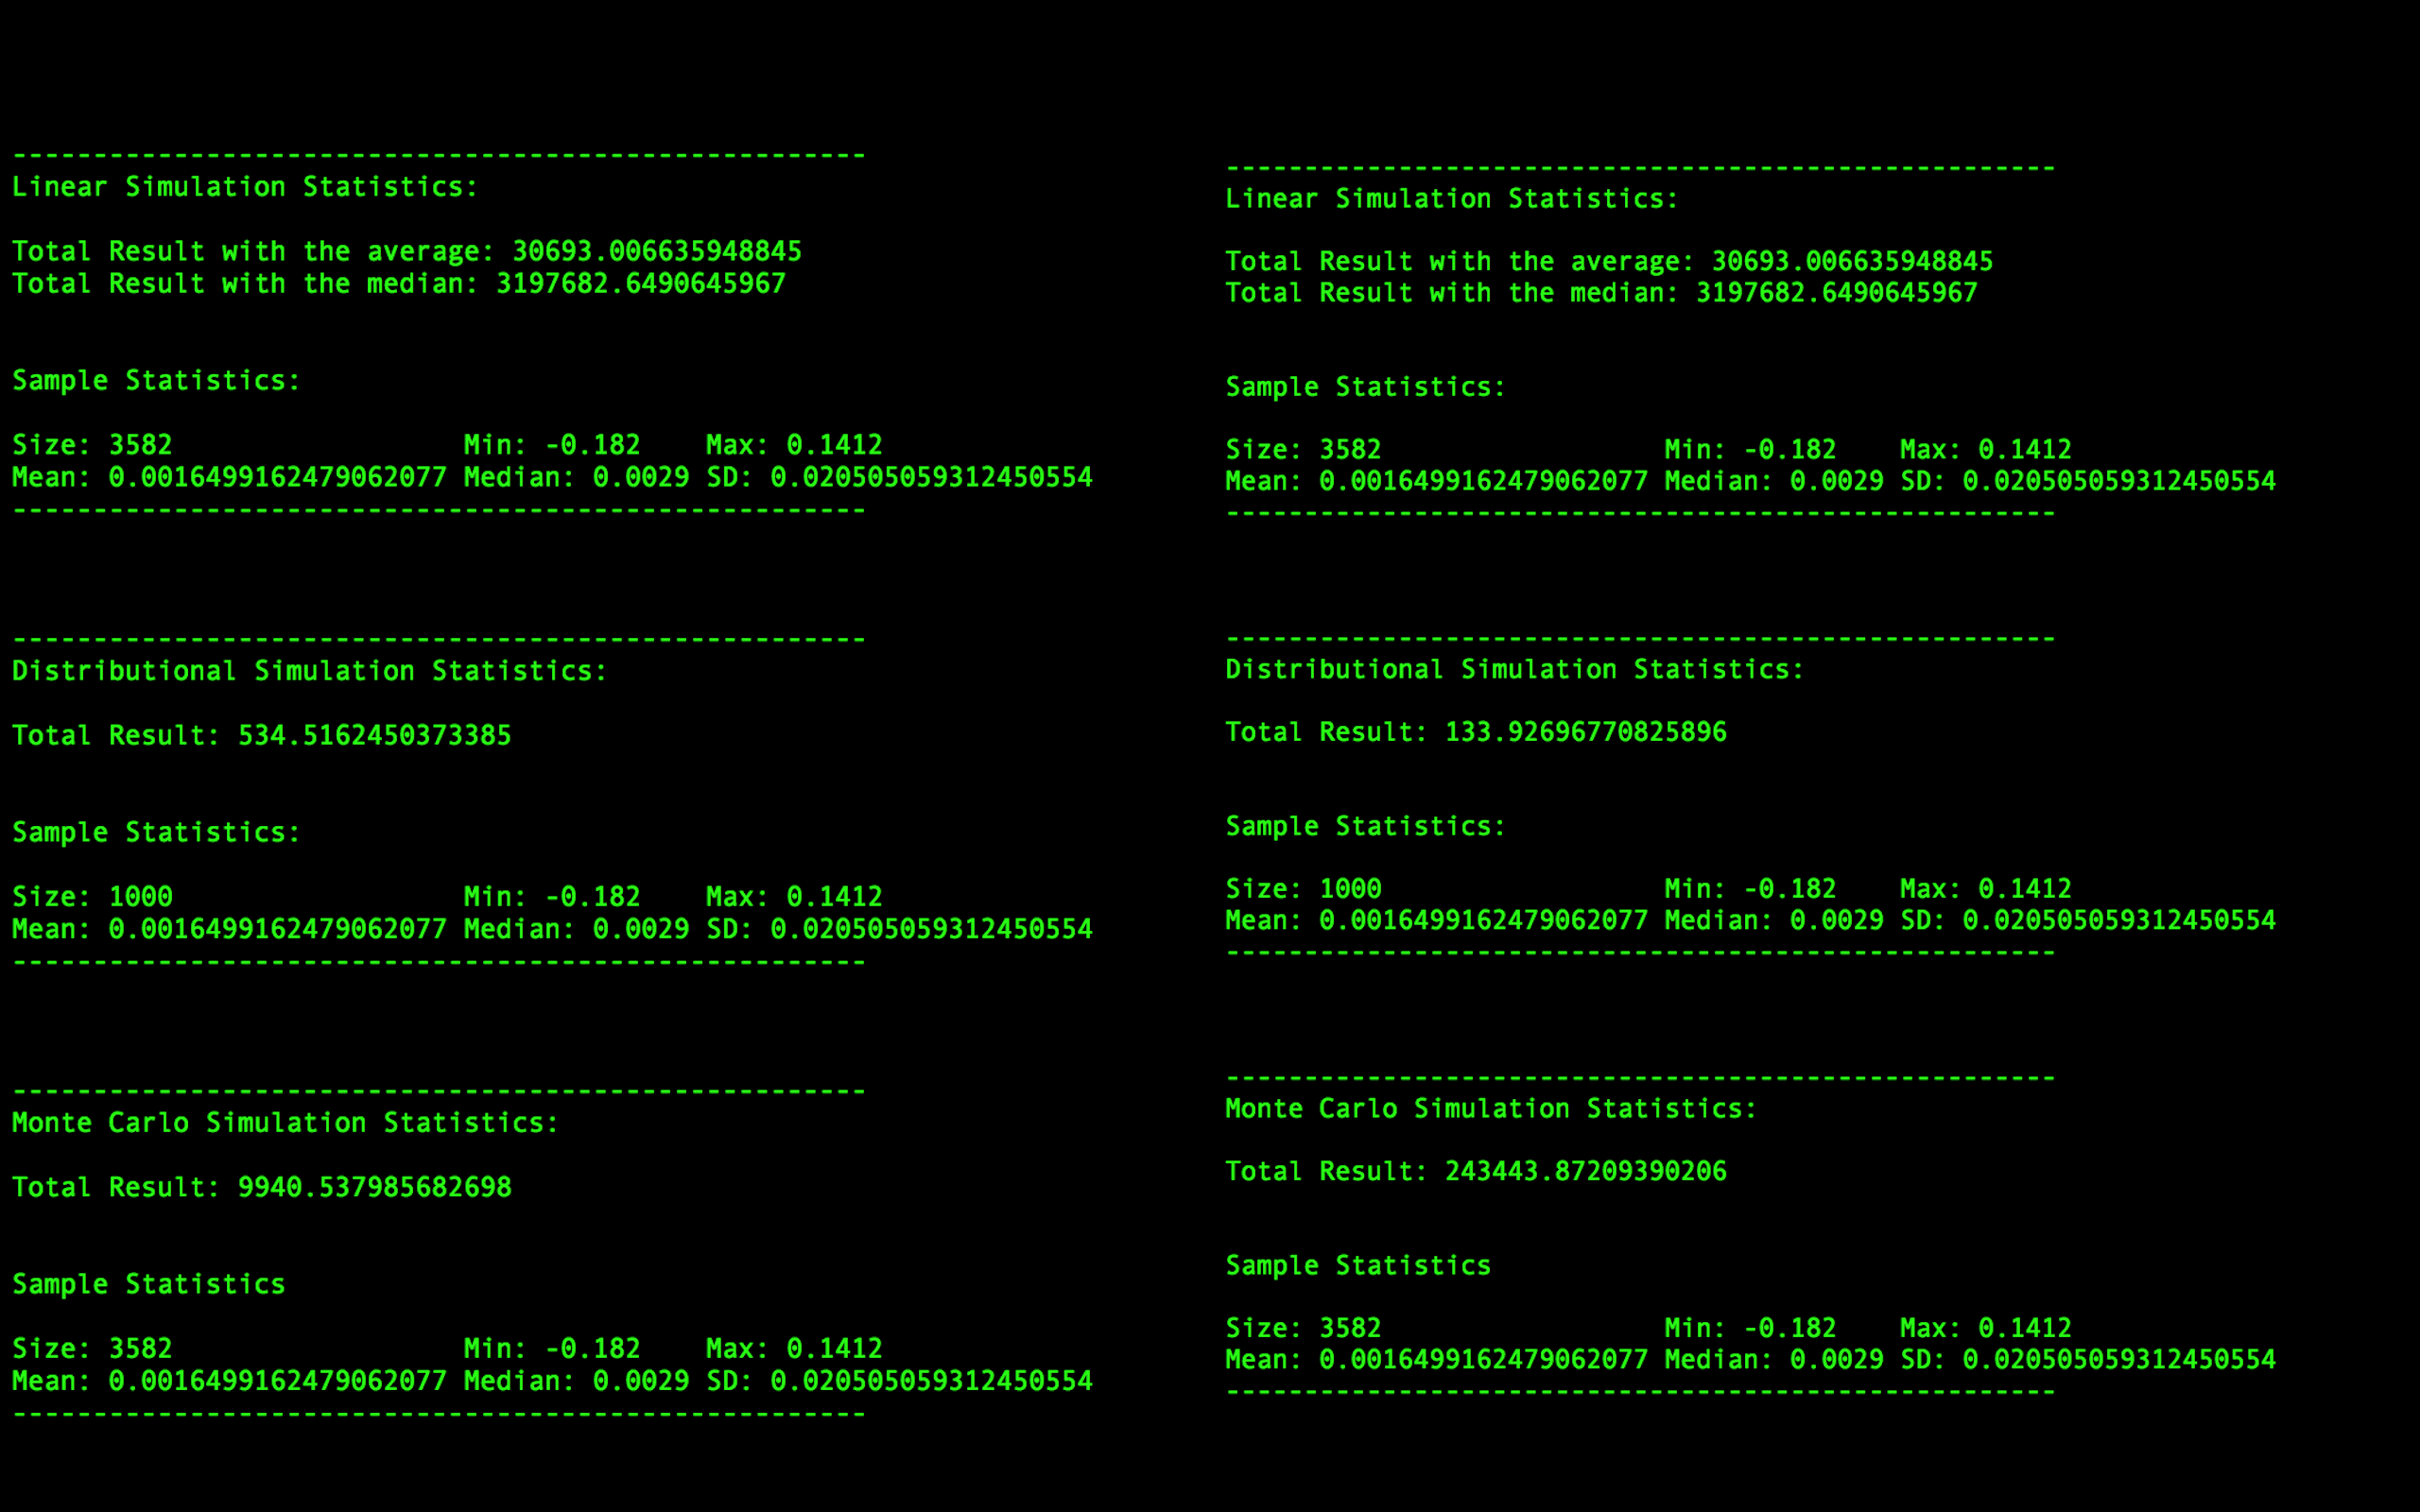 ----------------------------------------------------- 
Linear Simulation Statistics:
Total Result with the average: 30693.006635948845
Total Result with the median: 3197682.6490645967
Sample Statistics:
Size: 3582 Min: -0.182 Max: 0.1412
Mean: 0.0016499162479062077 Median: 0.0029 SD: 0.020505059312450554
-----------------------------------------------------
-----------------------------------------------------
Distributional Simulation Statistics:
Total Result: 534.5162450373385
Sample Statistics:
Size: 1000 Min: -0.182 Max: 0.1412
Mean: 0.0016499162479062077 Median: 0.0029 SD: 0.020505059312450554
-----------------------------------------------------
-----------------------------------------------------
Monte Carlo Simulation Statistics:
Total Result: 9940.537985682698
Sample Statistics
Size: 3582 Min: -0.182 Max: 0.1412
Mean: 0.0016499162479062077 Median: 0.0029 SD: 0.020505059312450554
-----------------------------------------------------
-----------------------------------------------------
Linear Simulation Statistics:
Total Result with the average: 30693.006635948845
Total Result with the median: 3197682.6490645967
Sample Statistics:
Size: 3582 Min: -0.182 Max: 0.1412
Mean: 0.0016499162479062077 Median: 0.0029 SD: 0.020505059312450554
-----------------------------------------------------
-----------------------------------------------------
Distributional Simulation Statistics:
Total Result: 133.92696770825896
Sample Statistics:
Size: 1000 Min: -0.182 Max: 0.1412
Mean: 0.0016499162479062077 Median: 0.0029 SD: 0.020505059312450554
-----------------------------------------------------
-----------------------------------------------------
Monte Carlo Simulation Statistics:
Total Result: 243443.87209390206
Sample Statistics
Size: 3582 Min: -0.182 Max: 0.1412
Mean: 0.0016499162479062077 Median: 0.0029 SD: 0.020505059312450554
-----------------------------------------------------